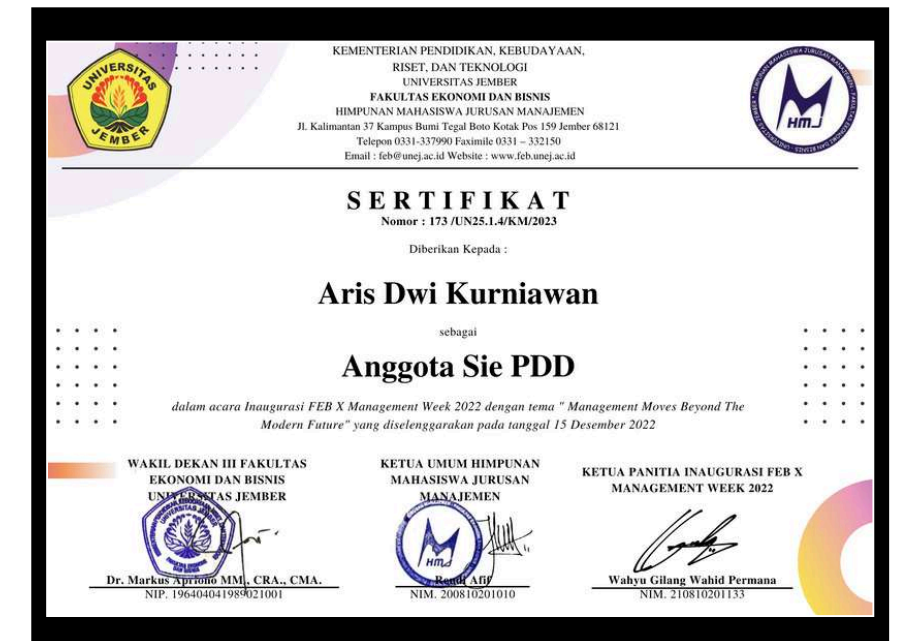 UNIVERSITAS JEMBER
KEMENTERIAN PENDIDIKAN, KEBUDAYAAN,
RISET, DAN TEKNOLOGI
UNIVERSITAS JEMBER
FAKULTAS EKONOMI DAN BISNIS
HIMPUNAN MAHASISWA JURUSAN MANAJEMEN
Jl. Kalimantan 37 Kampus Bumi Tegal Boto Kotak Pos 159 Jember 68121
Telepon 0331-337990 Faximile 0331 – 332150
Email : feb@unej.ac.id Website : www.feb.unej.ac.id
HMJ
SERTIFIKAT
Nomor : 173 /UN25.1.4/KM/2023
Diberikan Kepada :
Aris Dwi Kurniawan
sebagai
Anggota Sie PDD
dalam acara Inaugurasi FEB X Management Week 2022 dengan tema " Management Moves Beyond The
Modern Future" yang diselenggarakan pada tanggal 15 Desember 2022
WAKIL DEKAN III FAKULTAS
EKONOMI DAN BISNIS
UNIVERSITAS JEMBER
Dr. Markus Apriono MM., CRA., CMA.
NIP. 196404041989021001
KETUA UMUM HIMPUNAN
MAHASISWA JURUSAN
MANAJEMEN
HMJ
Rendi Afif
NIM. 200810201010
KETUA PANITIA INAUGURASI FEB X
MANAGEMENT WEEK 2022
Wahyu Gilang Wahid Permana
NIM. 210810201133